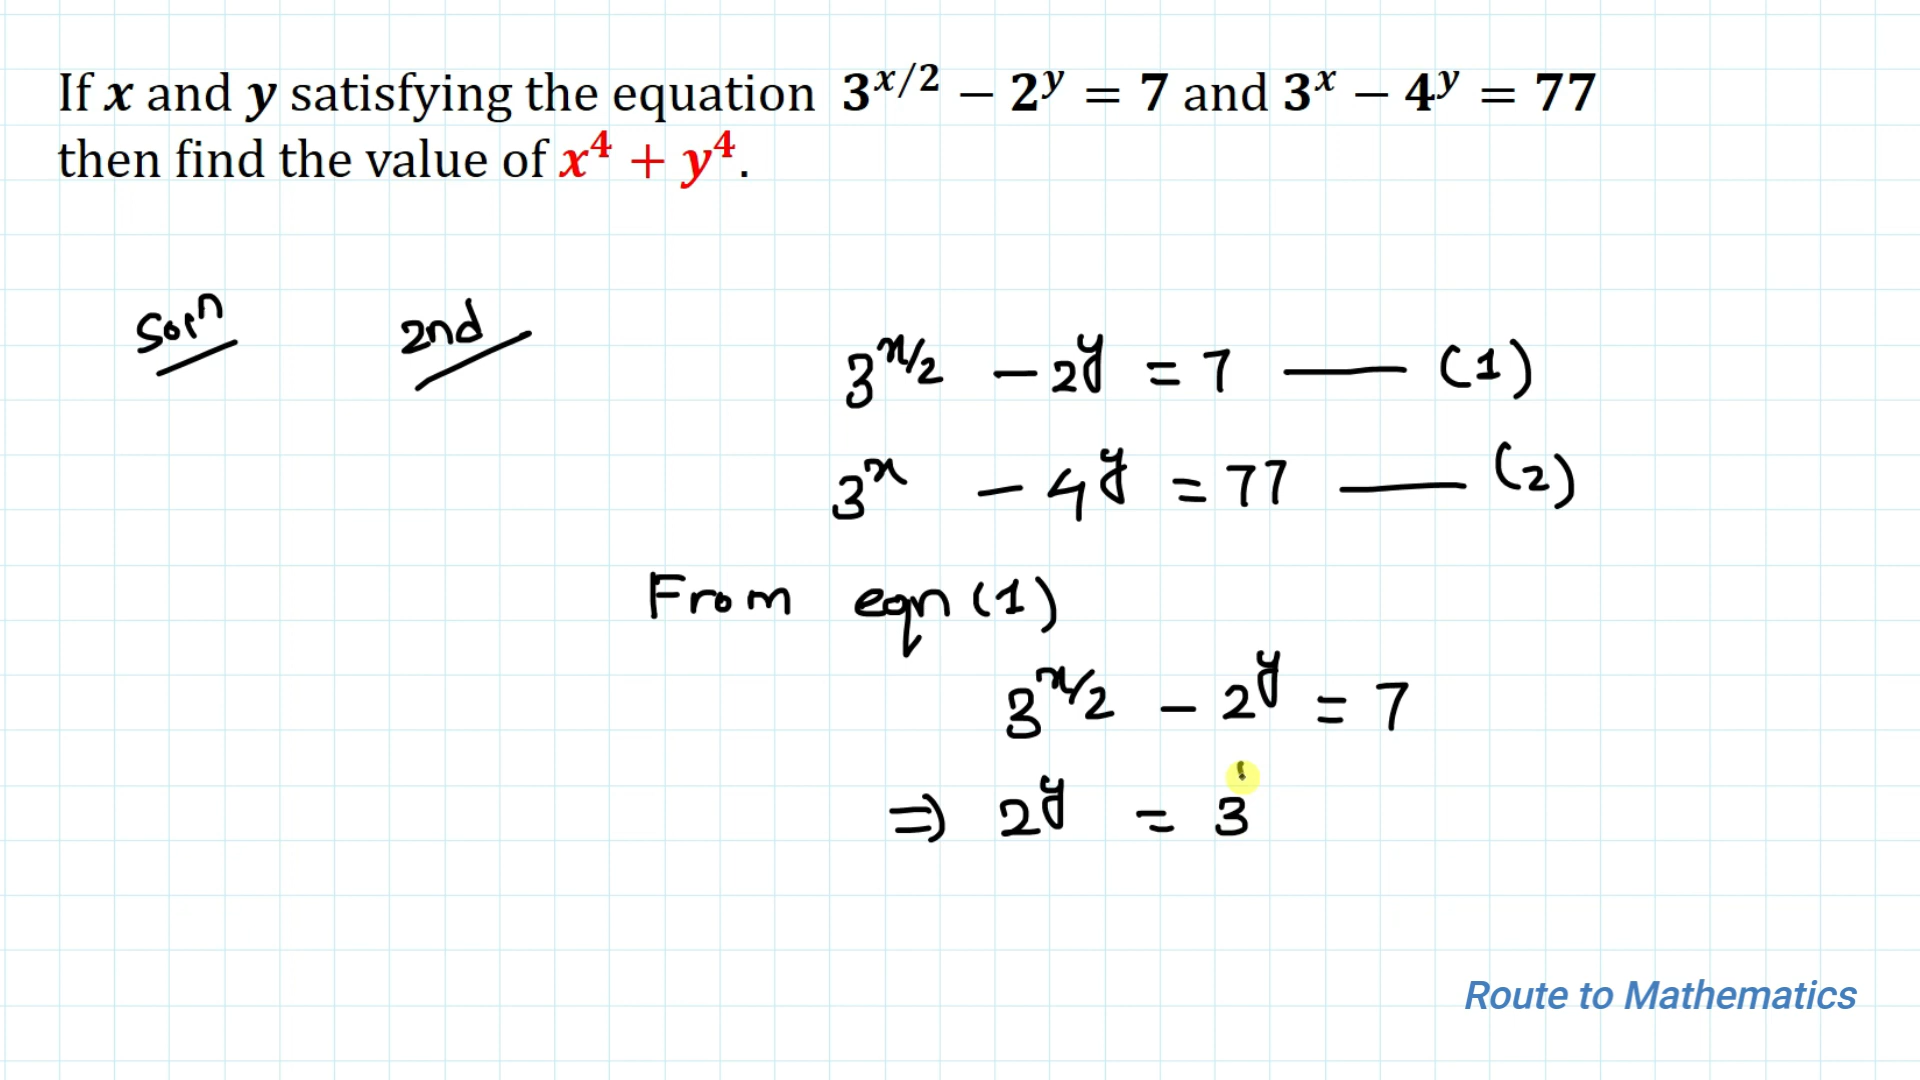 If x and y satisfying the equation 3^{x/2} − 2^y = 7 and 3^x − 4^y = 77
then find the value of x^4 + y^4.
Sol^n 2nd
3^{x/2} − 2^y = 7 —— (1)
3^x − 4^y = 77 —— (2)
From eqn (1)
3^{x/2} − 2^y = 7
⇒ 2^y = 3
Route to Mathematics